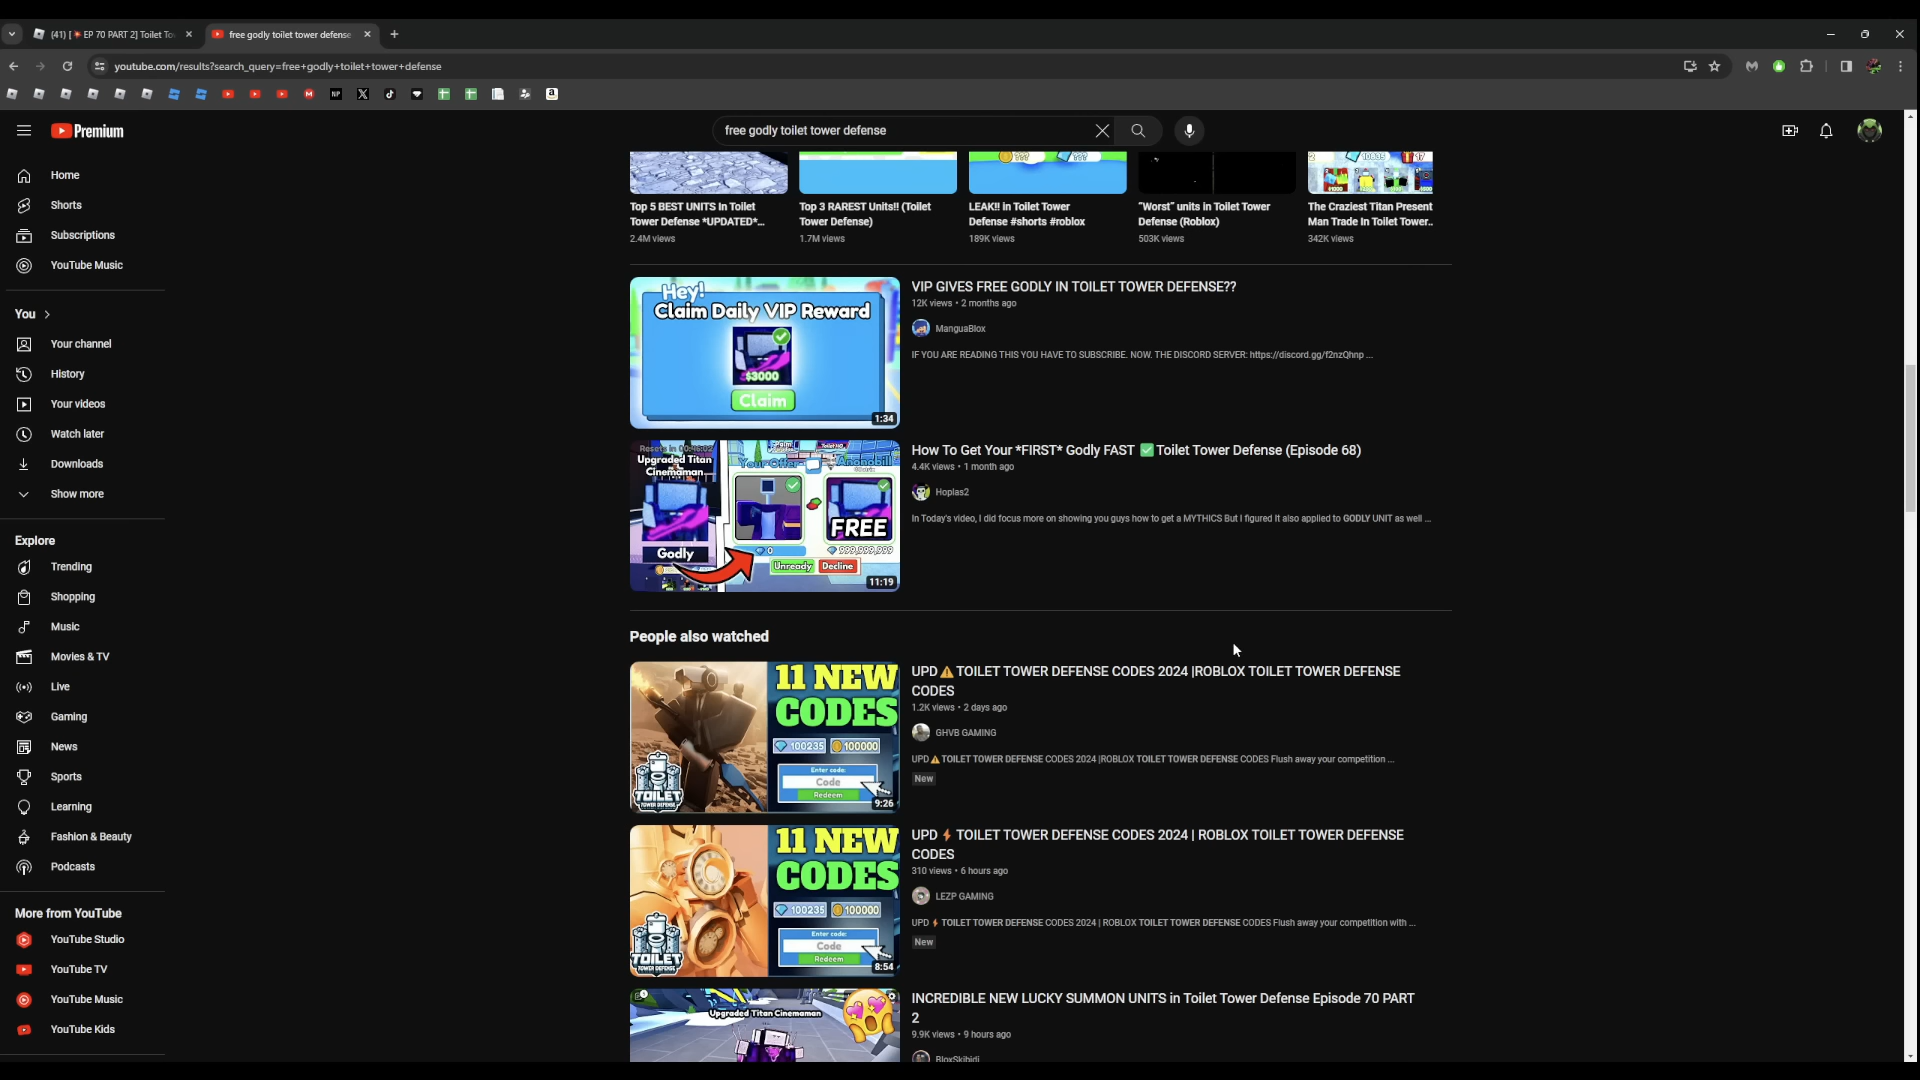 (41) [ EP 70 PART 2] Toilet To
free godly toilet tower defense
youtube.com/results?search_query=free+godly+toilet+tower+defense
Premium
free godly toilet tower defense
Home
Shorts
Subscriptions
YouTube Music
You
Your channel
History
Your videos
Watch later
Downloads
Show more
Explore
Trending
Shopping
Music
Movies & TV
Live
Gaming
News
Sports
Learning
Fashion & Beauty
Podcasts
More from YouTube
YouTube Studio
YouTube TV
YouTube Music
YouTube Kids
Top 5 BEST UNITS in Toilet
Tower Defense *UPDATED*...
2.4M views
Top 3 RAREST Units!! (Toilet
Tower Defense)
1.7M views
???
???
LEAK!! in Toilet Tower
Defense #shorts #roblox
189K views
"Worst" units in Toilet Tower
Defense (Roblox)
503K views
10835
17
The Craziest Titan Present
Man Trade In Toilet Tower..
342K views
Hey!
Claim Daily VIP Reward
$3000
Claim
1:34
VIP GIVES FREE GODLY IN TOILET TOWER DEFENSE??
12K views • 2 months ago
ManguaBlox
IF YOU ARE READING THIS YOU HAVE TO SUBSCRIBE. NOW. THE DISCORD SERVER: https://discord.gg/f2nzQhnp ...
Resets in 00:46:02
Upgraded Titan
Cinemaman
Godly
Your Offer
FREE
0
999,999,999
Unready
Decline
11:19
How To Get Your *FIRST* Godly FAST ✅ Toilet Tower Defense (Episode 68)
4.4K views • 1 month ago
Hoplas2
In Today's video, I did focus more on showing you guys how to get a MYTHICS But I figured it also applied to GODLY UNIT as well ...
People also watched
11 NEW
CODES
100235
100000
Enter code:
Code
Redeem
TOILET
TOWER DEFENSE
9:26
UPD ⚠ TOILET TOWER DEFENSE CODES 2024 |ROBLOX TOILET TOWER DEFENSE
CODES
1.2K views • 2 days ago
GHVB GAMING
UPD ⚠ TOILET TOWER DEFENSE CODES 2024 |ROBLOX TOILET TOWER DEFENSE CODES Flush away your competition ...
New
11 NEW
CODES
100235
100000
Enter code:
Code
Redeem
TOILET
TOWER DEFENSE
8:54
UPD ⚡ TOILET TOWER DEFENSE CODES 2024 | ROBLOX TOILET TOWER DEFENSE
CODES
310 views • 6 hours ago
LEZP GAMING
UPD ⚡ TOILET TOWER DEFENSE CODES 2024 | ROBLOX TOILET TOWER DEFENSE CODES Flush away your competition with ...
New
Upgraded Titan Cinemaman
INCREDIBLE NEW LUCKY SUMMON UNITS in Toilet Tower Defense Episode 70 PART
2
9.9K views • 9 hours ago
BloxSkibidi